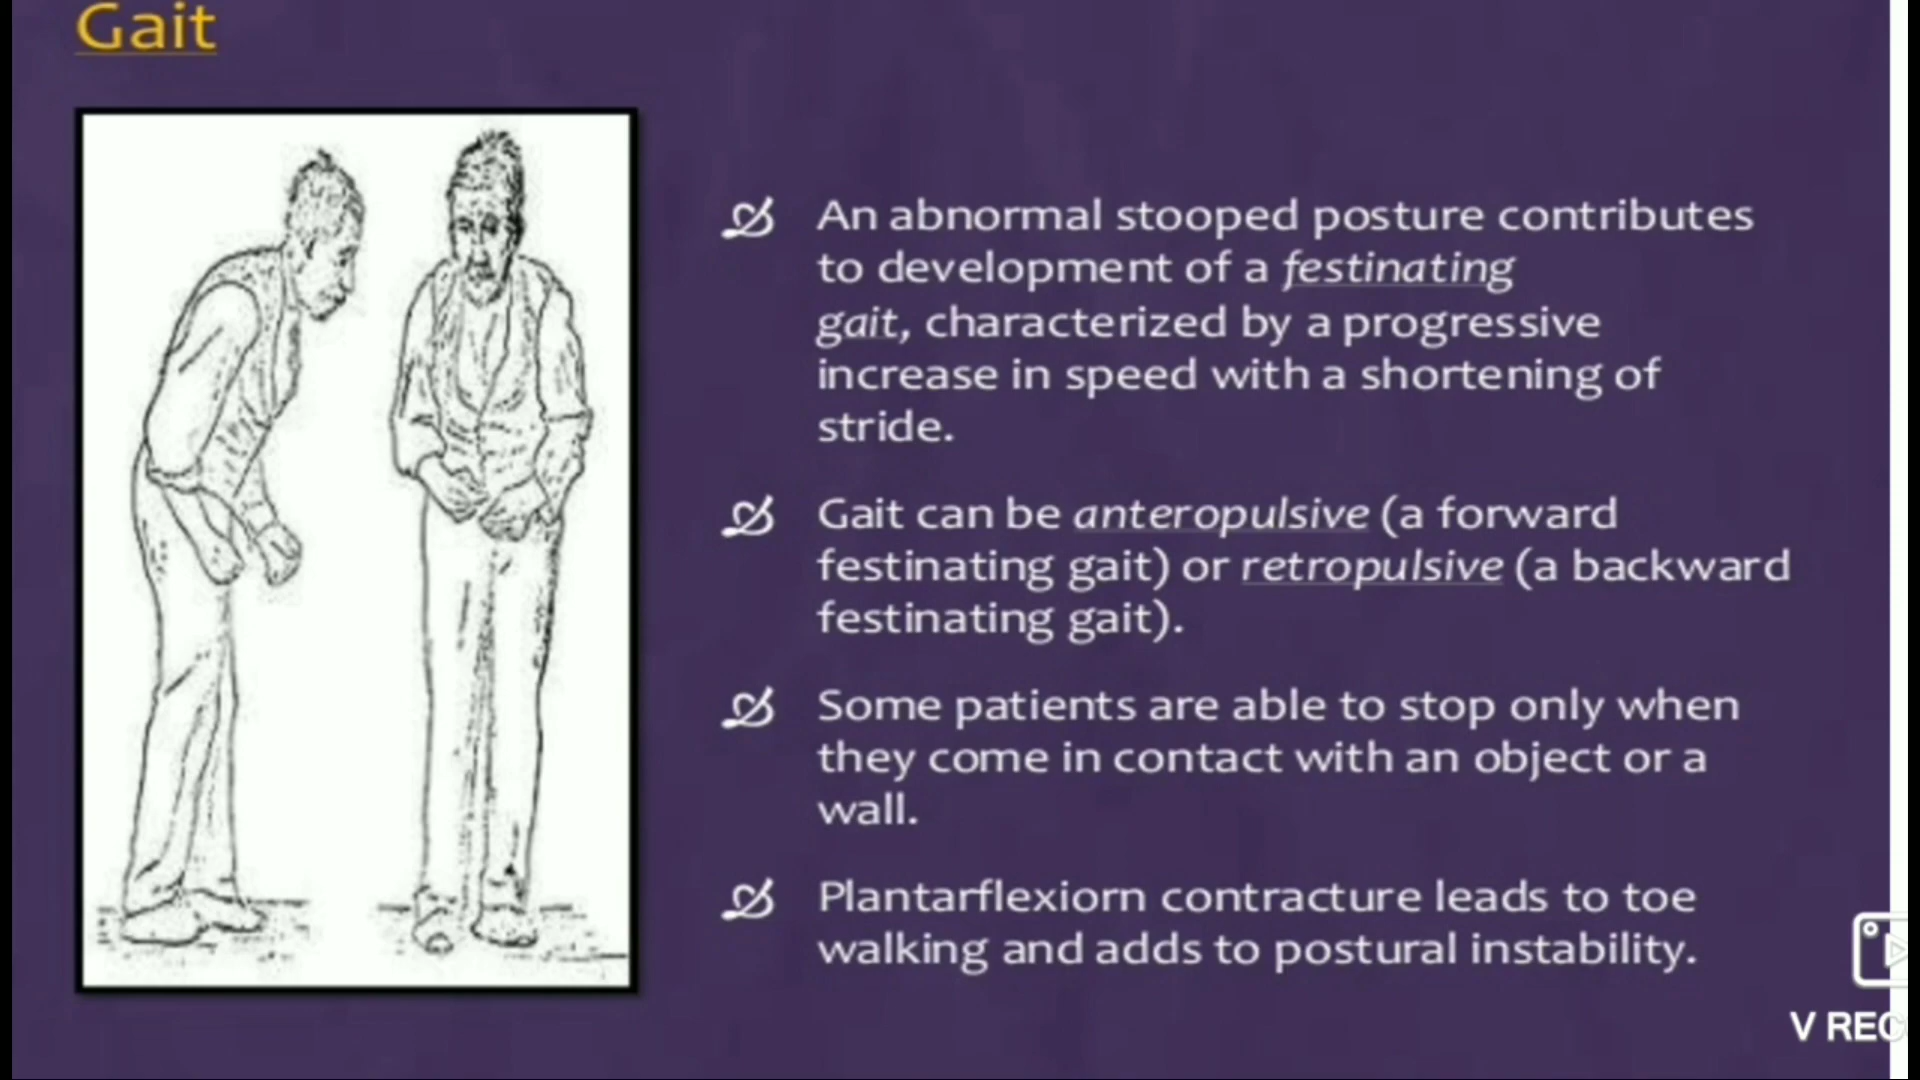 Gait
An abnormal stooped posture contributes
to development of a festinating
gait, characterized by a progressive
increase in speed with a shortening of
stride.
Gait can be anteropulsive (a forward
festinating gait) or retropulsive (a backward
festinating gait).
Some patients are able to stop only when
they come in contact with an object or a
wall.
Plantarflexiorn contracture leads to toe
walking and adds to postural instability.
V REC